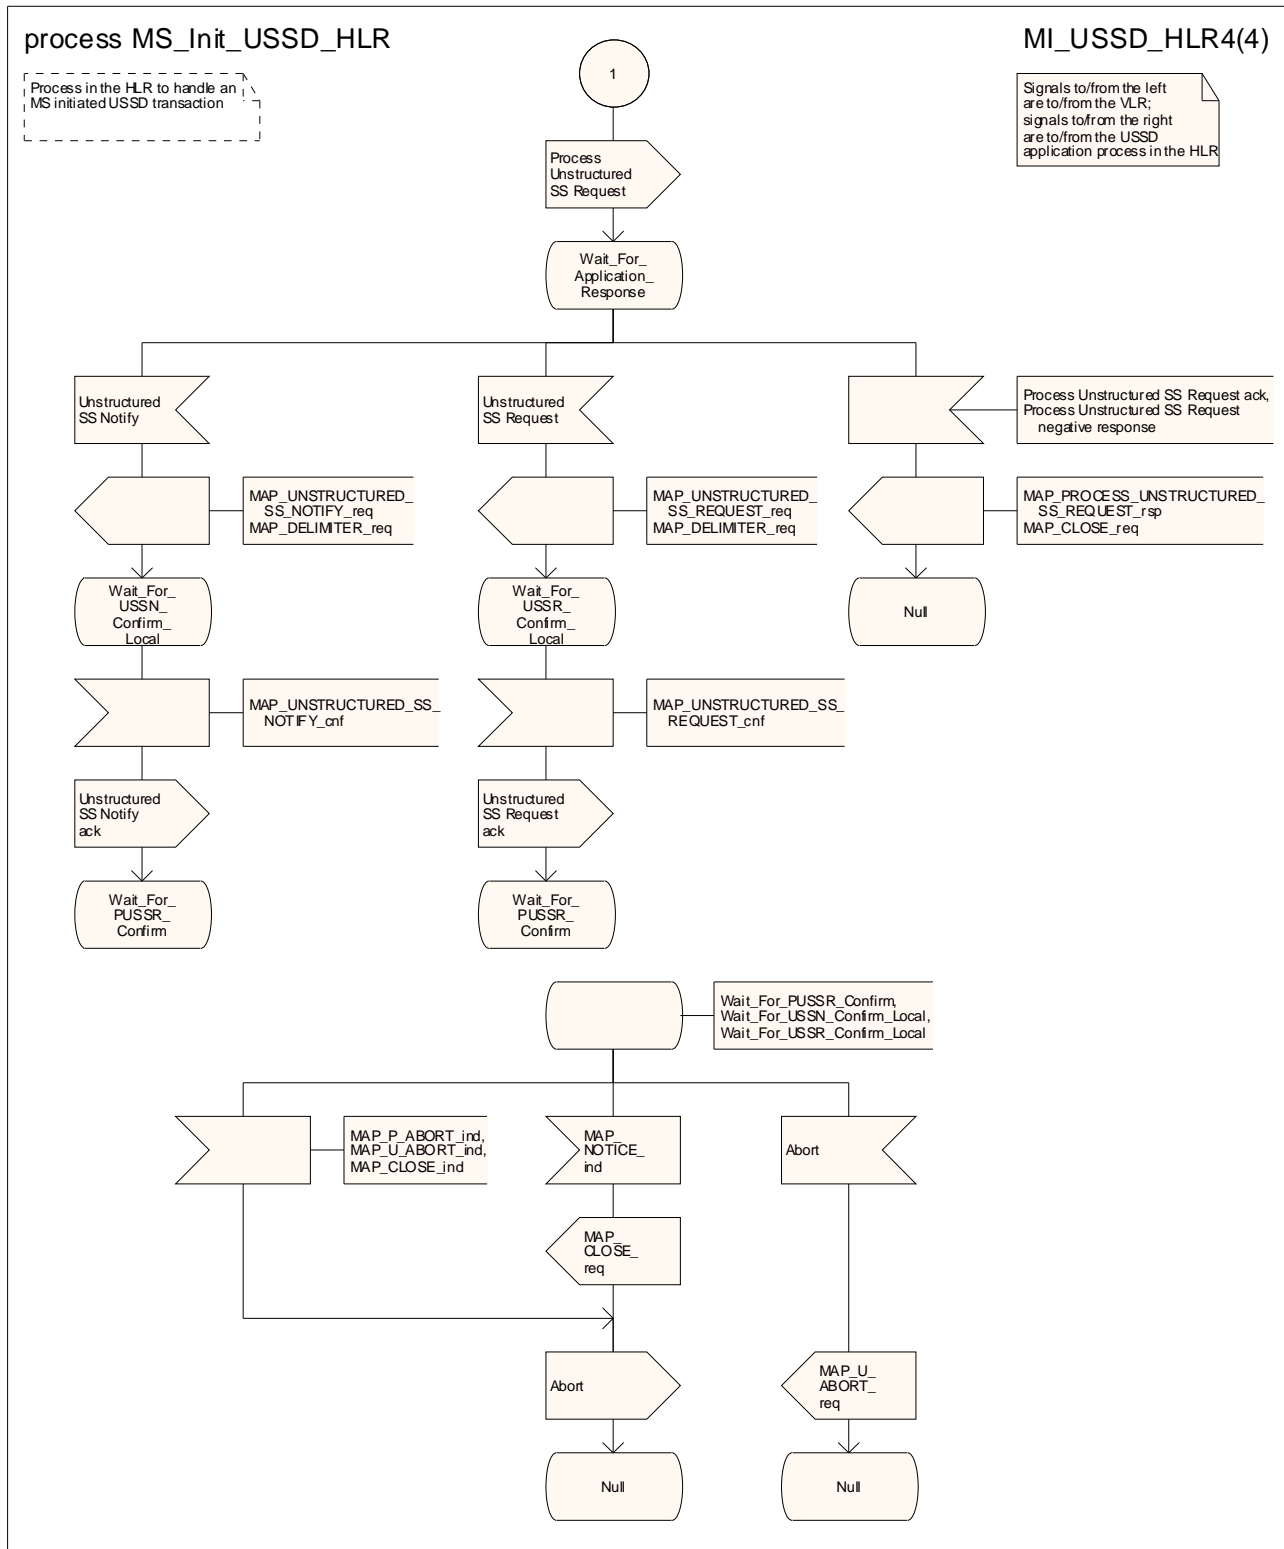 process MS_Init_USSD_HLR
MI_USSD_HLR4(4)
Process in the HLR to handle an
MS initiated USSD transaction
1
Signals to/from the left
are to/from the VLR;
signals to/from the right
are to/from the USSD
application process in the HLR
Process
Unstructured
SS Request
Wait_For_
Application_
Response
Unstructured
SS Notify
Unstructured
SS Request
Process Unstructured SS Request ack,
Process Unstructured SS Request
negative response
MAP_UNSTRUCTURED_
SS_NOTIFY_req
MAP_DELIMITER_req
MAP_UNSTRUCTURED_
SS_REQUEST_req
MAP_DELIMITER_req
MAP_PROCESS_UNSTRUCTURED_
SS_REQUEST_rsp
MAP_CLOSE_req
Wait_For_
USSN_
Confirm_
Local
Wait_For_
USSR_
Confirm_
Local
Null
MAP_UNSTRUCTURED_SS_
NOTIFY_cnf
MAP_UNSTRUCTURED_SS_
REQUEST_cnf
Unstructured
SS Notify
ack
Unstructured
SS Request
ack
Wait_For_
PUSSR_
Confirm
Wait_For_
PUSSR_
Confirm
Wait_For_PUSSR_Confirm,
Wait_For_USSN_Confirm_Local,
Wait_For_USSR_Confirm_Local
MAP_P_ABORT_ind,
MAP_U_ABORT_ind,
MAP_CLOSE_ind
MAP_
NOTICE_
ind
Abort
MAP_
CLOSE_
req
Abort
MAP_U_
ABORT_
req
Null
Null